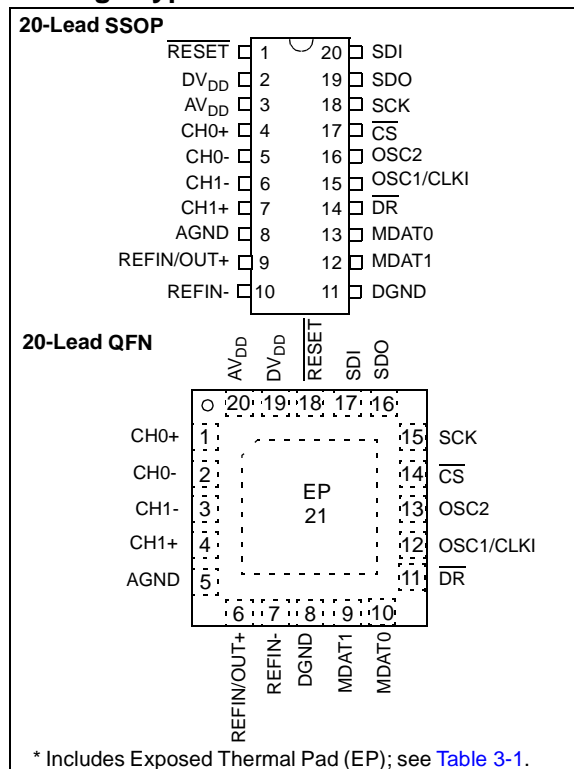 20-Lead SSOP
RESET 1 20 SDI
DVDD 2 19 SDO
AVDD 3 18 SCK
CH0+ 4 17 CS
CH0- 5 16 OSC2
CH1- 6 15 OSC1/CLKI
CH1+ 7 14 DR
AGND 8 13 MDAT0
REFIN/OUT+ 9 12 MDAT1
REFIN- 10 11 DGND
20-Lead QFN
AVDD DVDD RESET SDI SDO
20 19 18 17 16
CH0+ 1 15 SCK
CH0- 2 14 CS
CH1- 3 13 OSC2
CH1+ 4 12 OSC1/CLKI
AGND 5 11 DR
EP
21
6 7 8 9 10
REFIN/OUT+ REFIN- DGND MDAT1 MDAT0
* Includes Exposed Thermal Pad (EP); see Table 3-1.